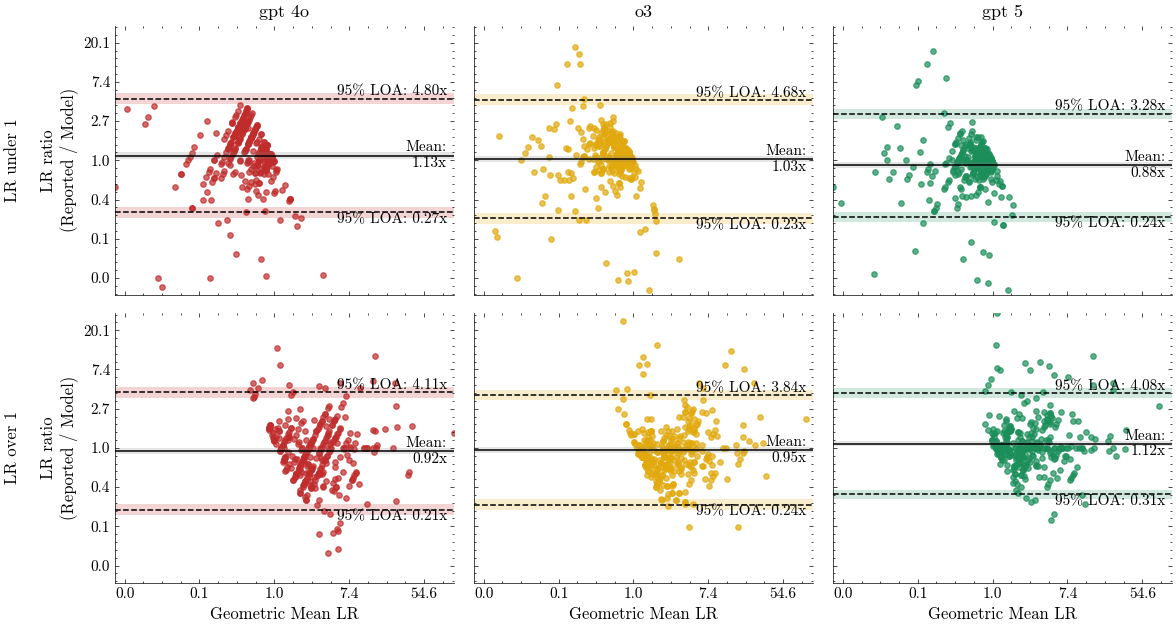 gpt 4o
o3
gpt 5
LR under 1
LR ratio
(Reported / Model)
20.1
7.4
2.7
1.0
0.4
0.1
0.0
95% LOA: 4.80x
Mean:
1.13x
95% LOA: 0.27x
95% LOA: 4.68x
Mean:
1.03x
95% LOA: 0.23x
95% LOA: 3.28x
Mean:
0.88x
95% LOA: 0.24x
LR over 1
LR ratio
(Reported / Model)
20.1
7.4
2.7
1.0
0.4
0.1
0.0
95% LOA: 4.11x
Mean:
0.92x
95% LOA: 0.21x
95% LOA: 3.84x
Mean:
0.95x
95% LOA: 0.24x
95% LOA: 4.08x
Mean:
1.12x
95% LOA: 0.31x
0.0 0.1 1.0 7.4 54.6
0.0 0.1 1.0 7.4 54.6
0.0 0.1 1.0 7.4 54.6
Geometric Mean LR
Geometric Mean LR
Geometric Mean LR